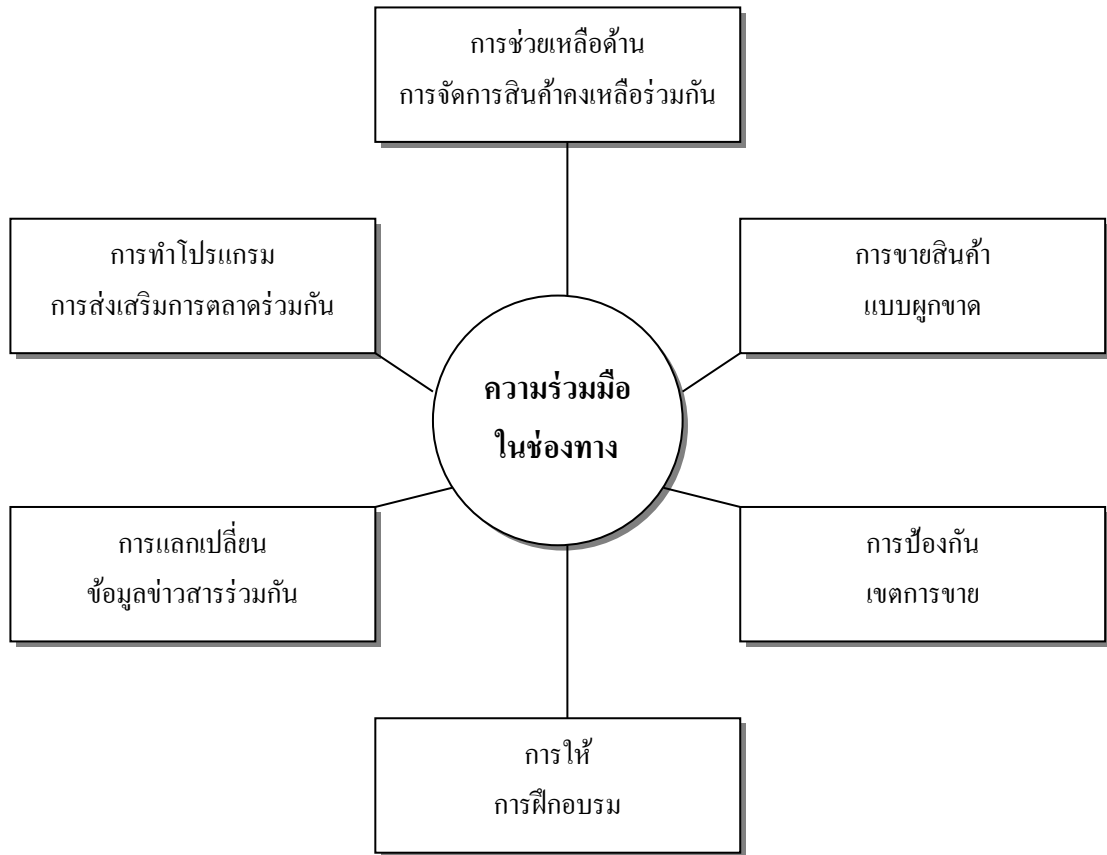 การช่วยเหลือด้าน
การจัดการสินค้าคงเหลือร่วมกัน
การทำโปรแกรม
การส่งเสริมการตลาดร่วมกัน
การขายสินค้า
แบบผูกขาด
ความร่วมมือ
ในช่องทาง
การแลกเปลี่ยน
ข้อมูลข่าวสารร่วมกัน
การป้องกัน
เขตการขาย
การให้
การฝึกอบรม